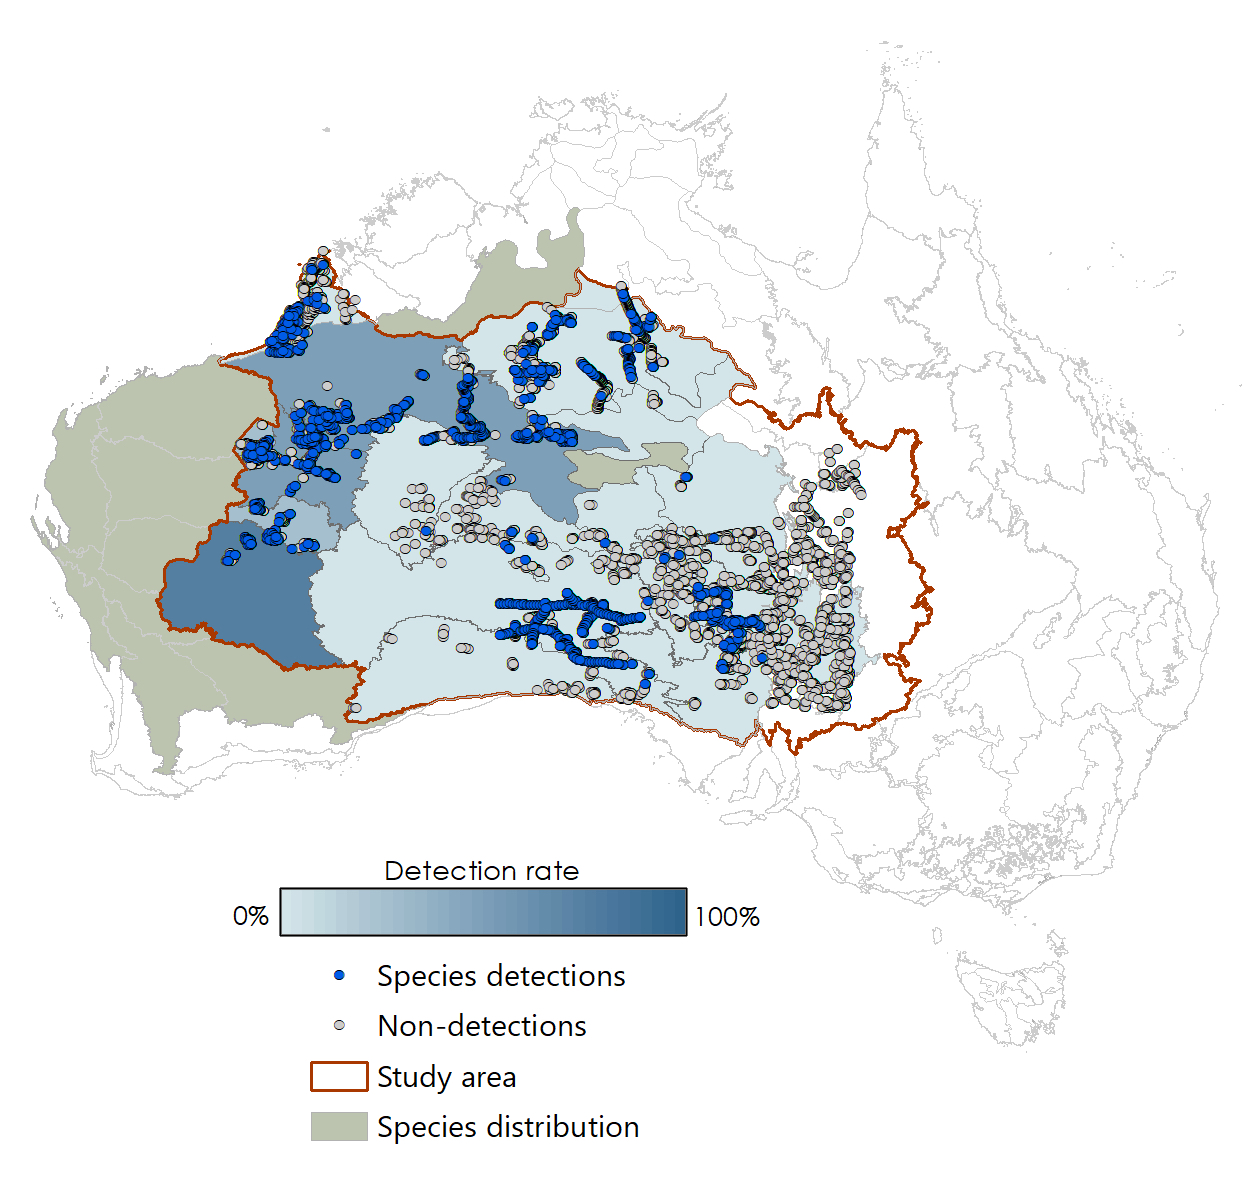 Detection rate
0%
100%
Species detections
Non-detections
Study area
Species distribution